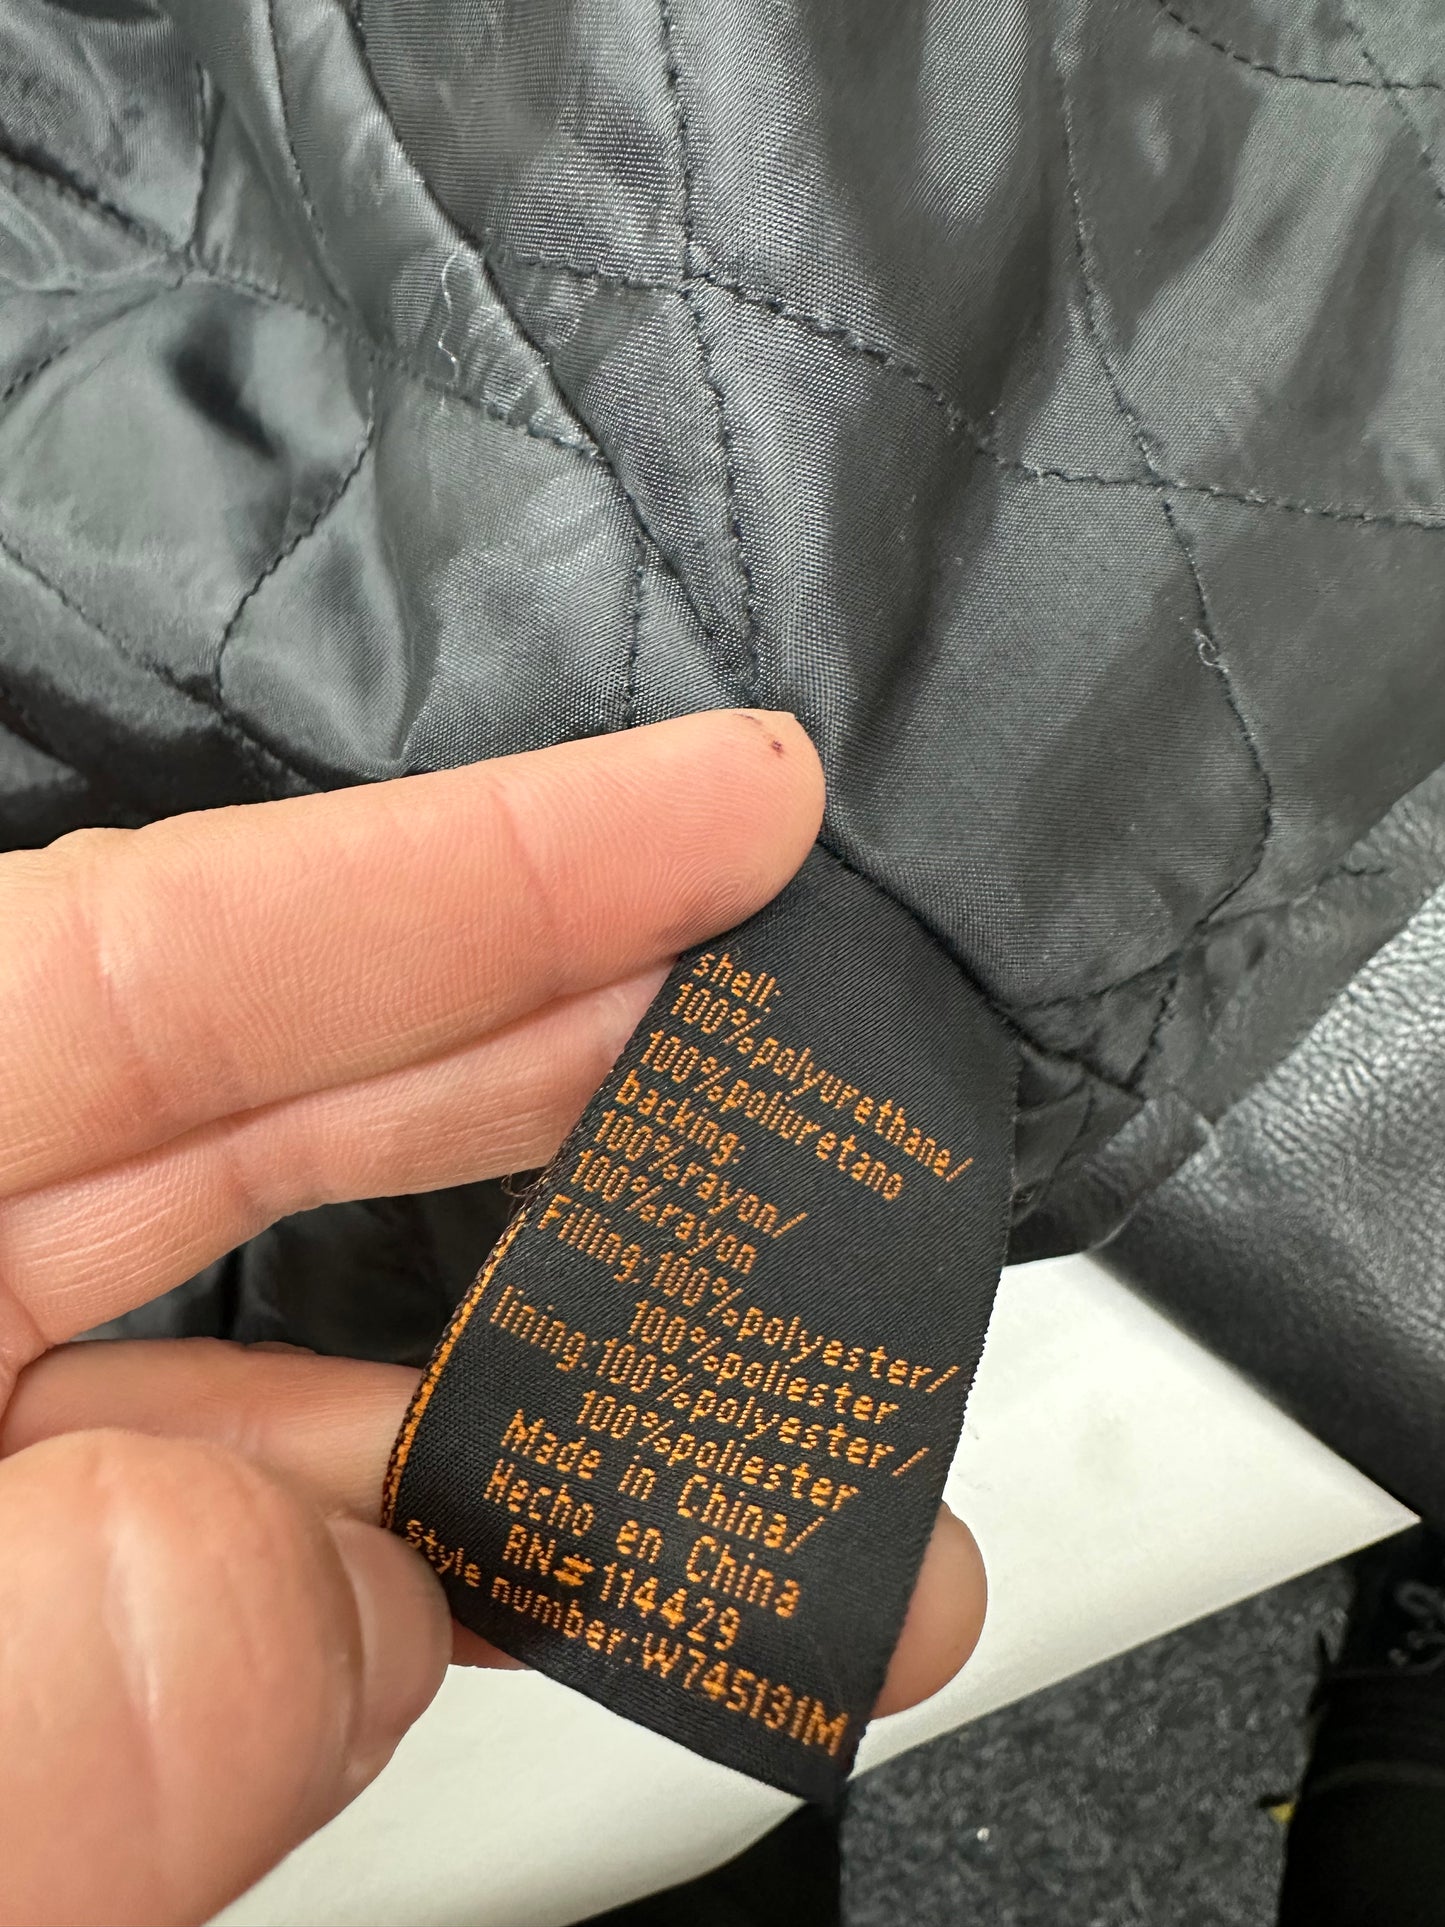 shell:
100%polyurethane/
100%poliuretano
backing:
100%rayon/
100%rayon
Filling;100%polyester/
100%poliester
lining;100%polyester/
100%poliester
Made in China/
Hecho en China
RN#114429
Style number:W745131M